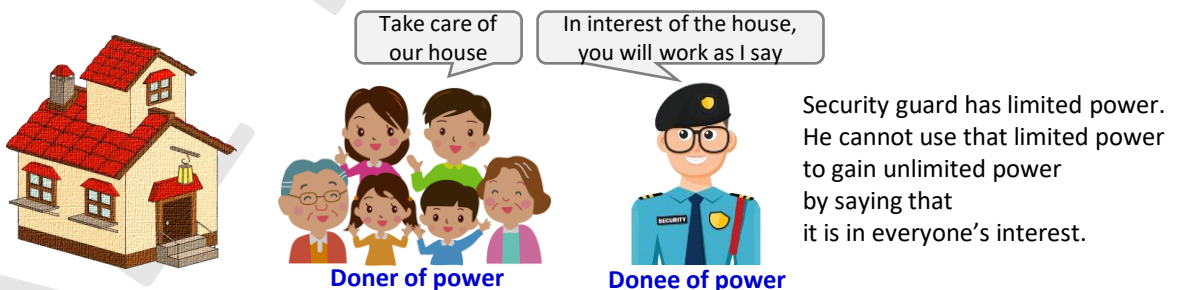 Take care of
our house
In interest of the house,
you will work as I say
SECURITY
Security guard has limited power.
He cannot use that limited power
to gain unlimited power
by saying that
it is in everyone's interest.
Doner of power
Donee of power